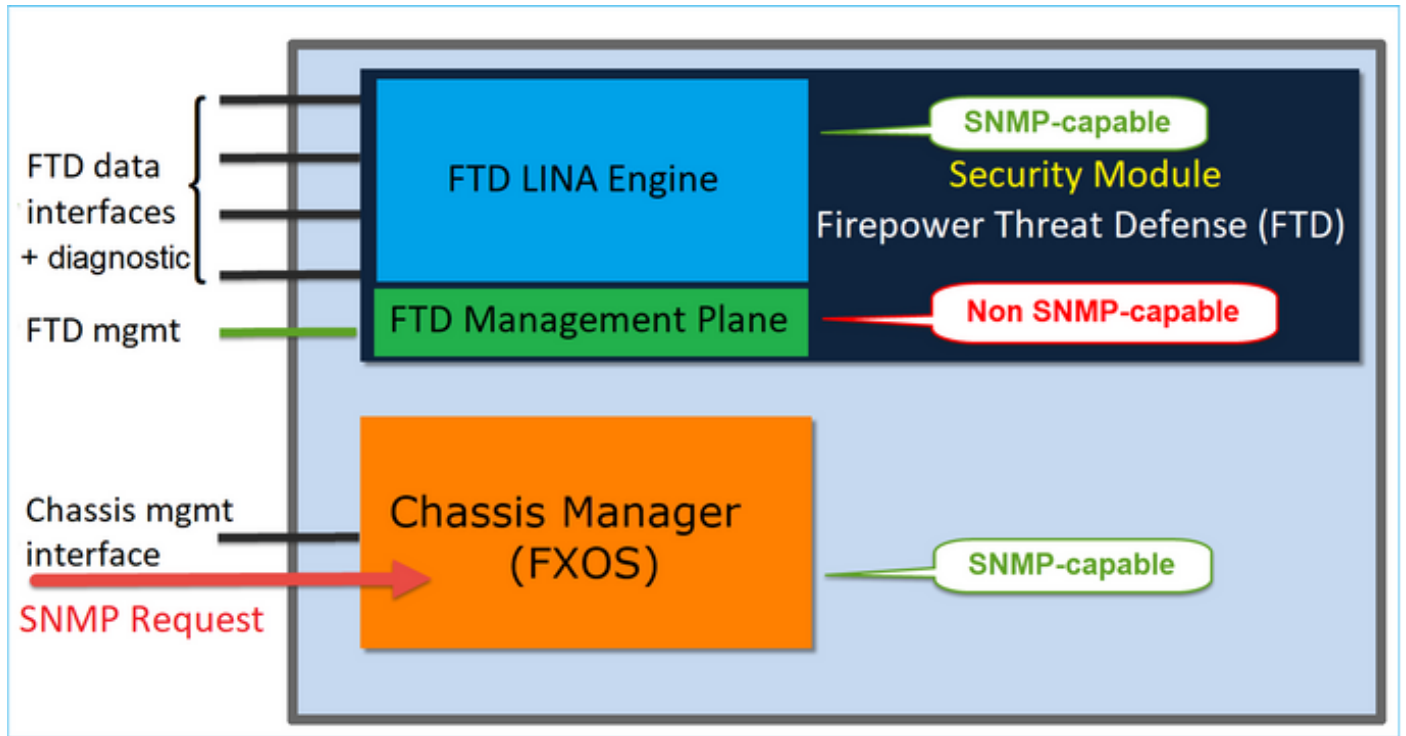 SNMP-capable
Security Module
Firepower Threat Defense (FTD)
FTD LINA Engine
FTD data
interfaces
+ diagnostic
FTD Management Plane
Non SNMP-capable
FTD mgmt
Chassis mgmt
interface
SNMP Request
Chassis Manager
(FXOS)
SNMP-capable